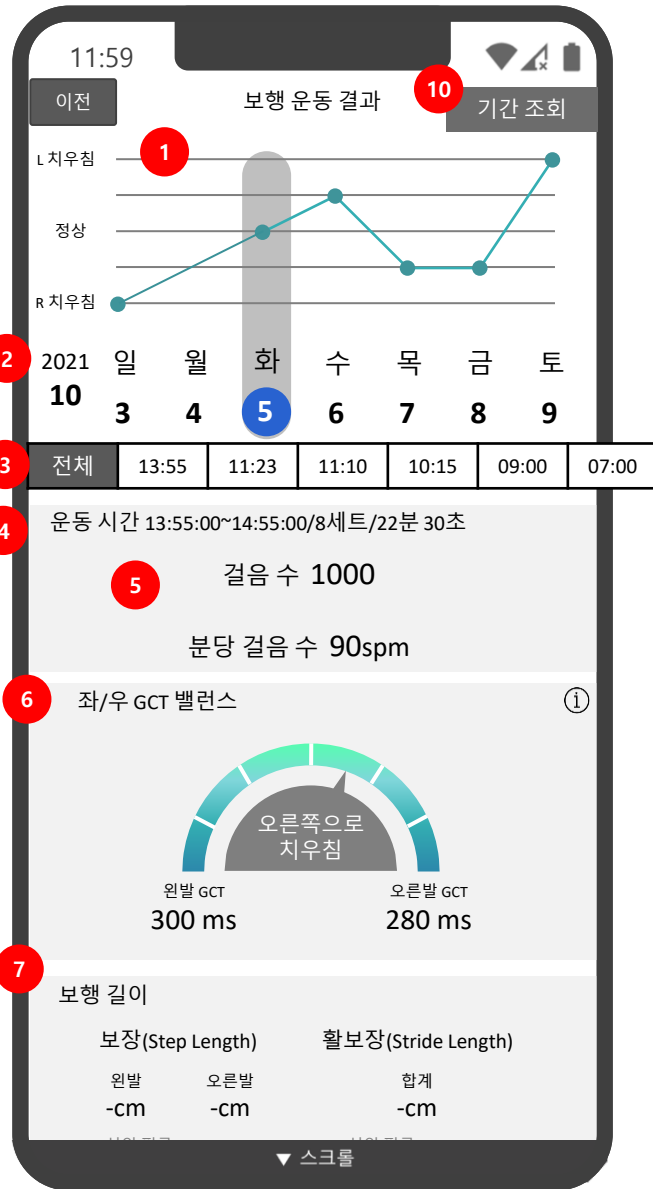 11:59
이전
보행 운동 결과
10
기간 조회
L 치우침
1
정상
R 치우침
2
2021 일 월 화 수 목 금 토
10 3 4 5 6 7 8 9
3
전체 13:55 11:23 11:10 10:15 09:00 07:00
4
운동 시간 13:55:00~14:55:00/8세트/22분 30초
5
걸음 수 1000
분당 걸음 수 90spm
6
좌/우 GCT 밸런스
i
오른쪽으로
치우침
왼발 GCT 오른발 GCT
300 ms 280 ms
7
보행 길이
보장(Step Length) 활보장(Stride Length)
왼발 오른발 합계
-cm -cm -cm
▼ 스크롤